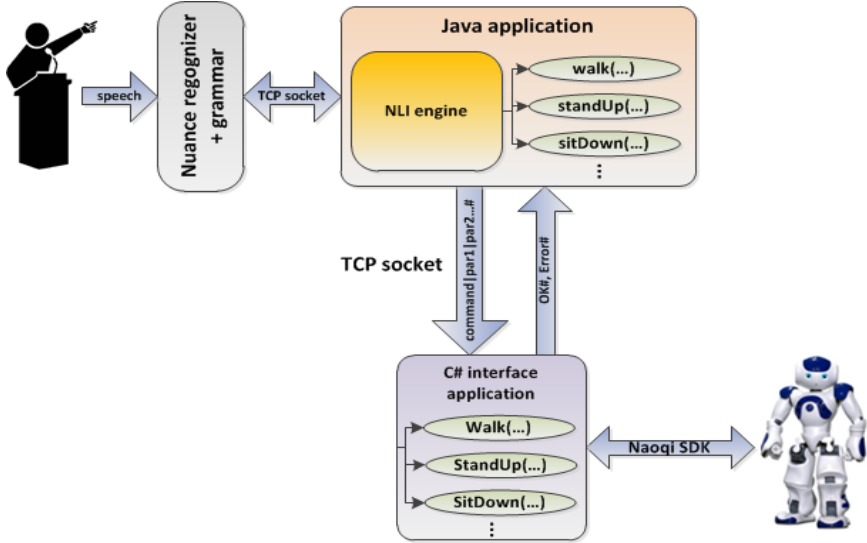 speech
Nuance regognizer
+ grammar
TCP socket
Java application
NLI engine
walk(...)
standUp(...)
sitDown(...)
...
TCP socket
command|par1|par2...#
OK#, Error#
C# interface
application
Walk(...)
StandUp(...)
SitDown(...)
...
Naoqi SDK